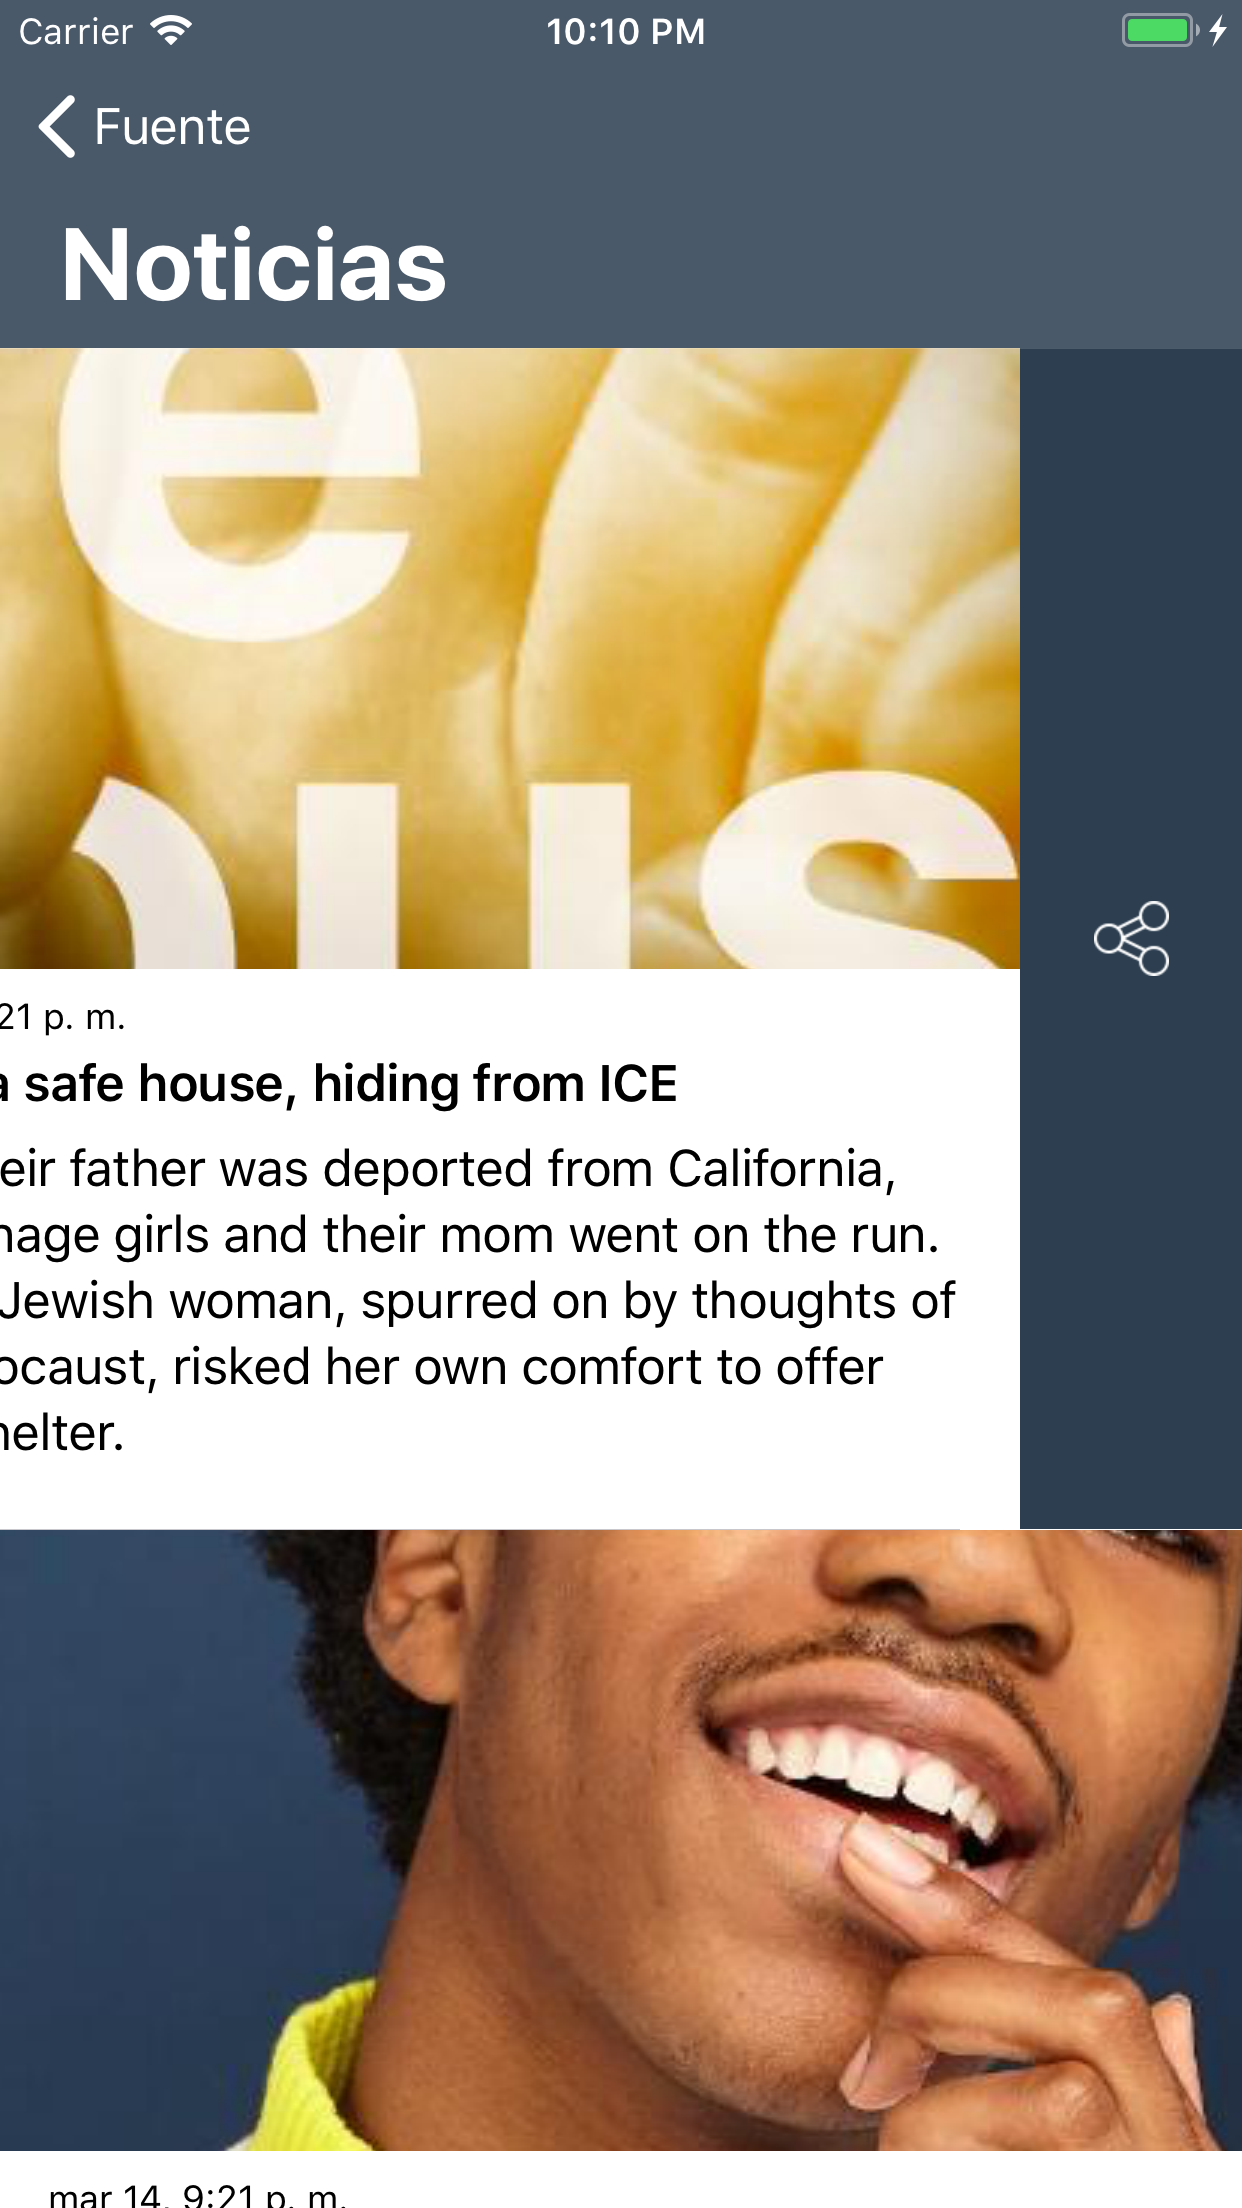 Carrier 10:10 PM
Fuente
Noticias
e
us
21 p. m.
a safe house, hiding from ICE
eir father was deported from California,
nage girls and their mom went on the run.
Jewish woman, spurred on by thoughts of
ocaust, risked her own comfort to offer
helter.
mar 14, 9:21 p. m.